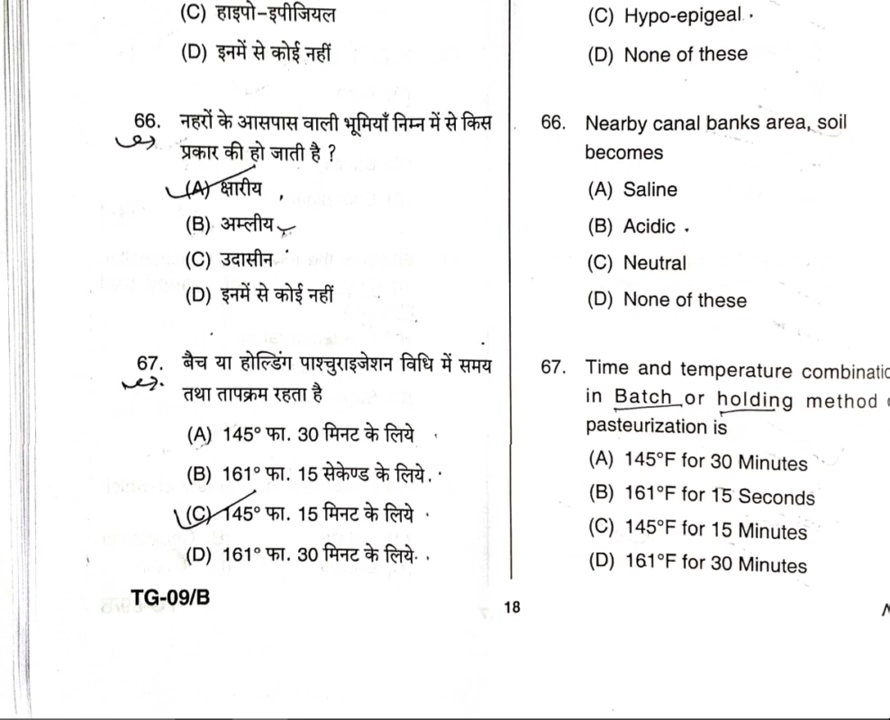 (C) हाइपो-इपीजियल
(D) इनमें से कोई नहीं
66. नहरों के आसपास वाली भूमियाँ निम्न में से किस
प्रकार की हो जाती है ?
(A) क्षारीय
(B) अम्लीय
(C) उदासीन
(D) इनमें से कोई नहीं
67. बैच या होल्डिंग पाश्चुराइजेशन विधि में समय
तथा तापक्रम रहता है
(A) 145° फा. 30 मिनट के लिये
(B) 161° फा. 15 सेकेण्ड के लिये.
(C) 145° फा. 15 मिनट के लिये
(D) 161° फा. 30 मिनट के लिये
TG-09/B
(C) Hypo-epigeal
(D) None of these
66. Nearby canal banks area, soil
becomes
(A) Saline
(B) Acidic
(C) Neutral
(D) None of these
67. Time and temperature combinatio
in Batch or holding method
pasteurization is
(A) 145°F for 30 Minutes
(B) 161°F for 15 Seconds
(C) 145°F for 15 Minutes
(D) 161°F for 30 Minutes
18